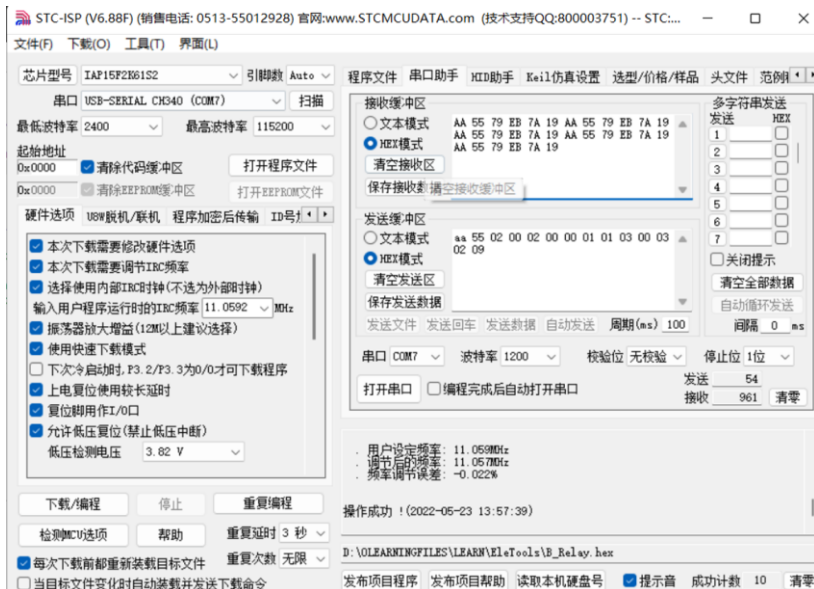 STC-ISP (V6.88F) (销售电话: 0513-55012928) 官网:www.STCMCUDATA.com (技术支持QQ:800003751) -- STC:...
文件(F) 下载(O) 工具(T) 界面(L)
芯片型号 IAP15F2K61S2 引脚数 Auto
串口 USB-SERIAL CH340 (COM7) 扫描
最低波特率 2400 最高波特率 115200
起始地址
0x0000 清除代码缓冲区 打开程序文件
0x0000 清除EEPROM缓冲区 打开EEPROM文件
硬件选项 U8W脱机/联机 程序加密后传输 ID号
本次下载需要修改硬件选项
本次下载需要调节IRC频率
选择使用内部IRC时钟(不选为外部时钟)
输入用户程序运行时的IRC频率 11.0592 MHz
振荡器放大增益(12M以上建议选择)
使用快速下载模式
下次冷启动时,P3.2/P3.3为0/0才可下载程序
上电复位使用较长延时
复位脚用作I/O口
允许低压复位(禁止低压中断)
低压检测电压 3.82 V
下载/编程 停止 重复编程
检测MCU选项 帮助 重复延时 3 秒
每次下载前都重新装载目标文件 重复次数 无限
当目标文件变化时自动装载并发送下载命令
程序文件 串口助手 HID助手 Keil仿真设置 选型/价格/样品 头文件 范例
接收缓冲区
文本模式
HEX模式
清空接收区
保存接收数据
AA 55 79 EB 7A 19 AA 55 79 EB 7A 19
AA 55 79 EB 7A 19 AA 55 79 EB 7A 19
AA 55 79 EB 7A 19
清空接收缓冲区
发送缓冲区
文本模式
HEX模式
清空发送区
保存发送数据
aa 55 02 00 02 00 00 01 01 03 00 03
02 09
发送文件 发送回车 发送数据 自动发送 周期(ms) 100
多字符串发送
发送 HEX
1
2
3
4
5
6
7
关闭提示
清空全部数据
自动循环发送
间隔 0 ms
串口 COM7 波特率 1200 校验位 无校验 停止位 1位
打开串口 编程完成后自动打开串口
发送 54
接收 961 清零
. 用户设定频率: 11.059MHz
. 调节后的频率: 11.057MHz
. 频率调节误差: -0.022%
操作成功 !(2022-05-23 13:57:39)
D:\OLEARNINGFILES\LEARN\EleTools\B_Relay.hex
发布项目程序 发布项目帮助 读取本机硬盘号 提示音 成功计数 10 清零